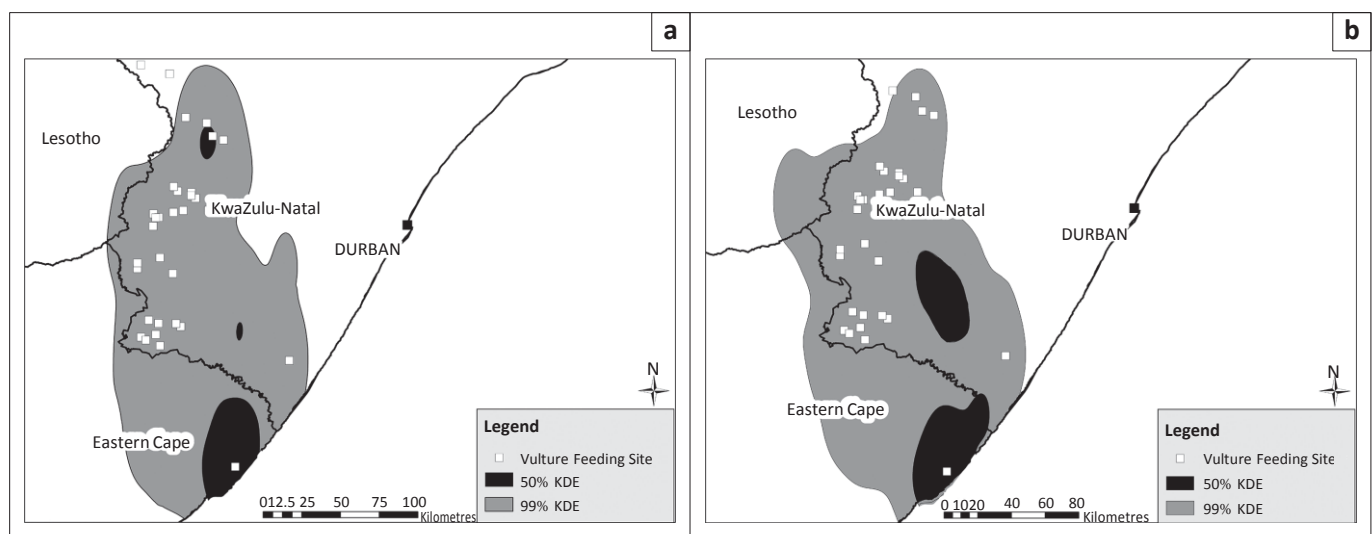 a
Lesotho
KwaZulu-Natal
DURBAN
N
Eastern Cape
Legend
Vulture Feeding Site
50% KDE
99% KDE
012.5 25 50 75 100
Kilometres
b
Lesotho
KwaZulu-Natal
DURBAN
N
Eastern Cape
Legend
Vulture Feeding Site
50% KDE
99% KDE
0 1020 40 60 80
Kilometres